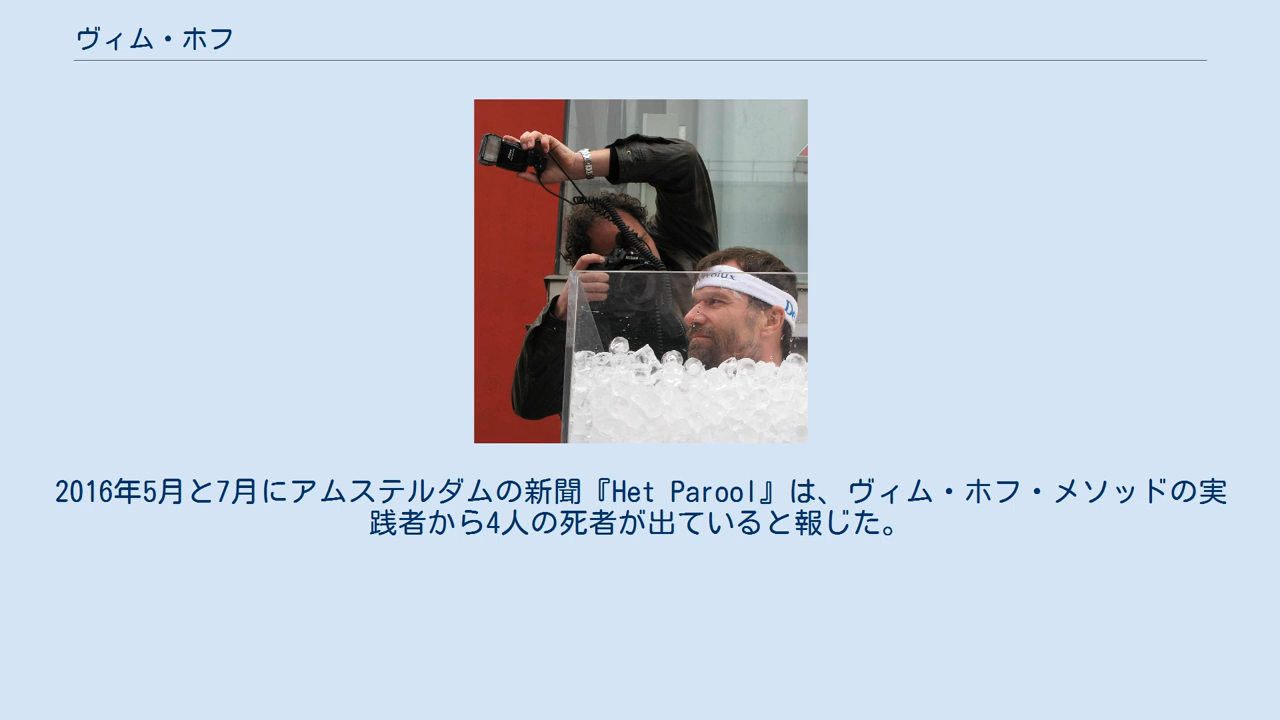 ヴィム・ホフ
2016年5月と7月にアムステルダムの新聞『Het Parool』は、ヴィム・ホフ・メソッドの実
践者から4人の死者が出ていると報じた。